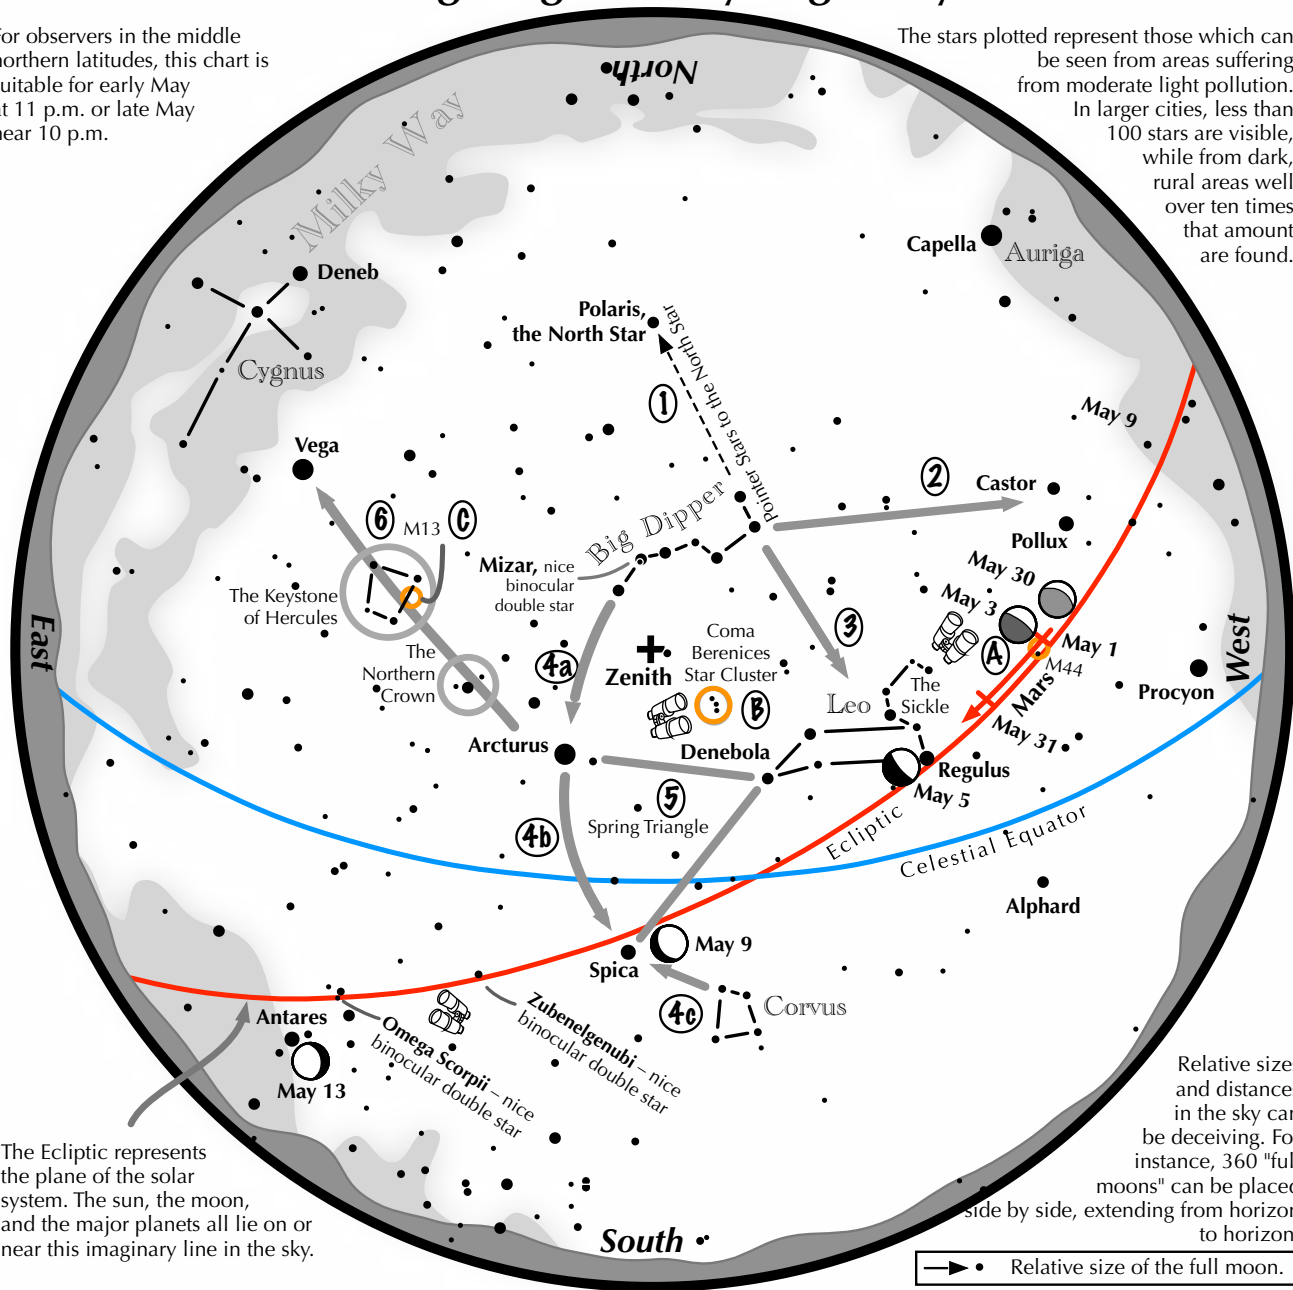 For observers in the middle
northern latitudes, this chart is
suitable for early May
at 11 p.m. or late May
near 10 p.m.
The stars plotted represent those which can
be seen from areas suffering
from moderate light pollution.
In larger cities, less than
100 stars are visible,
while from dark,
rural areas well
over ten times
that amount
are found.
North
Milky Way
Capella
Auriga
Deneb
Cygnus
Polaris,
the North Star
Pointer Stars to the North Star
1
May 9
Vega
2
Castor
Pollux
6
M13
C
Big Dipper
Mizar, nice
binocular
double star
The Keystone
of Hercules
May 30
May 3
A
May 1
M44
Mars
May 31
East
West
3
4a
Zenith
Coma
Berenices
Star Cluster
B
The
Northern
Crown
Leo
The
Sickle
Procyon
Arcturus
Denebola
Regulus
May 5
5
Spring Triangle
4b
Ecliptic
Celestial Equator
Alphard
Spica
May 9
4c
Corvus
Antares
May 13
Omega Scorpii – nice
binocular double star
Zubenelgenubi – nice
binocular double star
The Ecliptic represents
the plane of the solar
system. The sun, the moon,
and the major planets all lie on or
near this imaginary line in the sky.
South
Relative size
and distance
in the sky can
be deceiving. Fo
instance, 360 "ful
moons" can be placed
side by side, extending from horizon
to horizon
Relative size of the full moon.